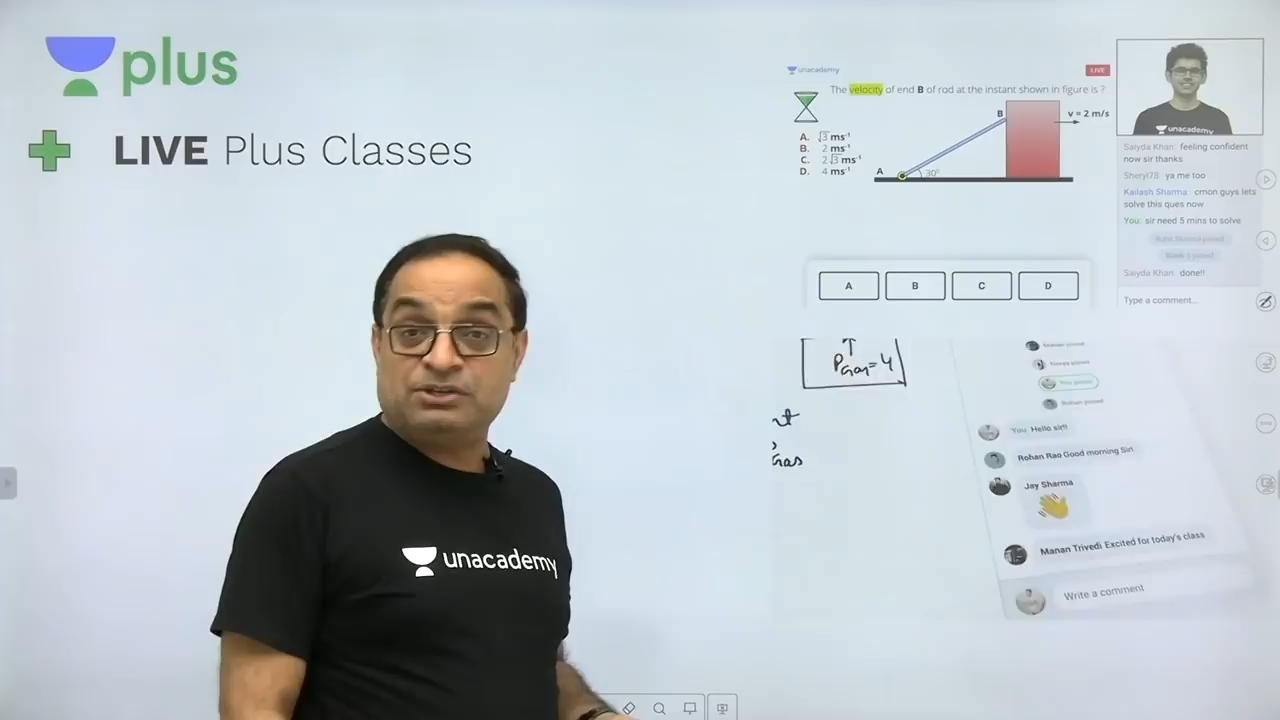 plus
LIVE Plus Classes
unacademy
unacademy
LIVE
The velocity of end B of rod at the instant shown in figure is ?
A. √3 ms⁻¹
B. 2 ms⁻¹
C. 2√3 ms⁻¹
D. 4 ms⁻¹
A
B
30°
v = 2 m/s
A B C D
unacademy
Saiyda Khan: feeling confident
now sir thanks
Sheryl78: ya me too
Kailash Sharma: cmon guys lets
solve this ques now
You: sir need 5 mins to solve
Saiyda Khan: done!!
Type a comment...
PGas=4
Gas
You Hello sir!!
Rohan Rao Good morning Sir!
Jay Sharma
Manan Trivedi Excited for today's class
Write a comment